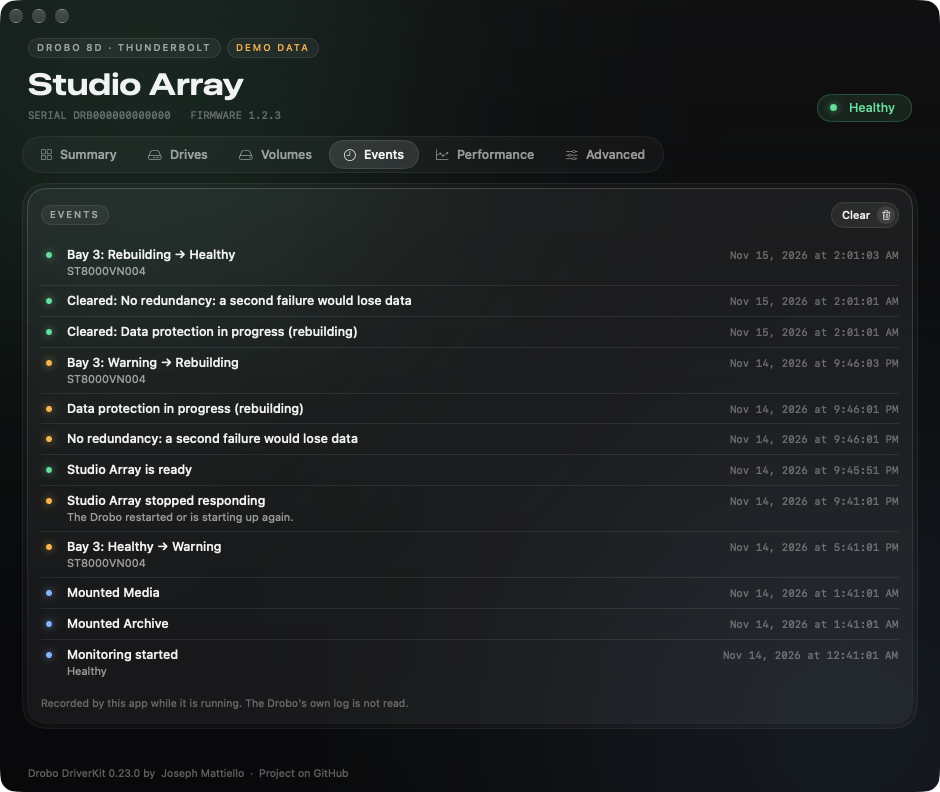 DROBO 8D · THUNDERBOLT DEMO DATA
Studio Array
SERIAL DRB000000000000 FIRMWARE 1.2.3
Healthy
Summary Drives Volumes Events Performance Advanced
EVENTS Clear
Bay 3: Rebuilding → Healthy Nov 15, 2026 at 2:01:03 AM
ST8000VN004
Cleared: No redundancy: a second failure would lose data Nov 15, 2026 at 2:01:01 AM
Cleared: Data protection in progress (rebuilding) Nov 15, 2026 at 2:01:01 AM
Bay 3: Warning → Rebuilding Nov 14, 2026 at 9:46:03 PM
ST8000VN004
Data protection in progress (rebuilding) Nov 14, 2026 at 9:46:01 PM
No redundancy: a second failure would lose data Nov 14, 2026 at 9:46:01 PM
Studio Array is ready Nov 14, 2026 at 9:45:51 PM
Studio Array stopped responding Nov 14, 2026 at 9:41:01 PM
The Drobo restarted or is starting up again.
Bay 3: Healthy → Warning Nov 14, 2026 at 5:41:01 PM
ST8000VN004
Mounted Media Nov 14, 2026 at 1:41:01 AM
Mounted Archive Nov 14, 2026 at 1:41:01 AM
Monitoring started Nov 14, 2026 at 12:41:01 AM
Healthy
Recorded by this app while it is running. The Drobo's own log is not read.
Drobo DriverKit 0.23.0 by Joseph Mattiello · Project on GitHub